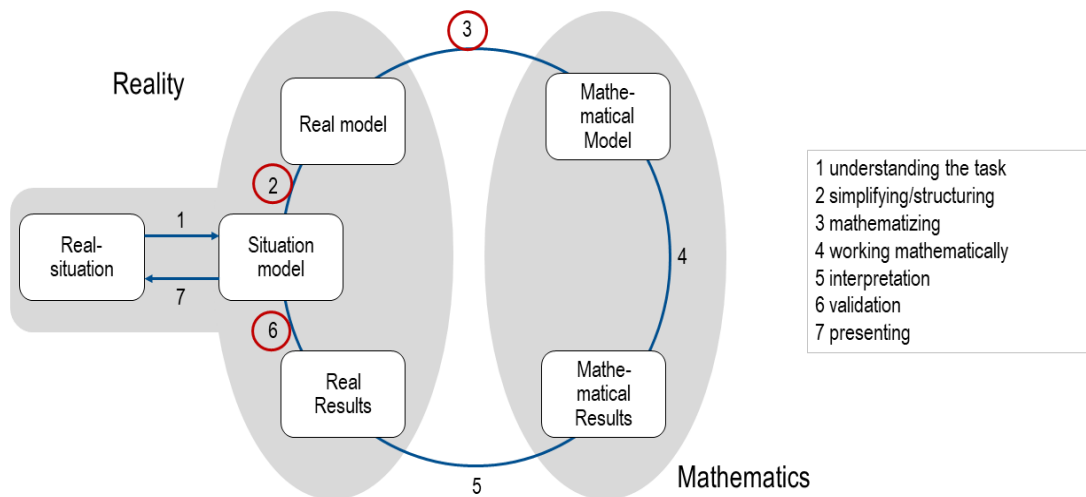 3
Reality
Real model
Mathe-
matical
Model
2
1
Real-
situation
Situation
model
7
4
6
Real
Results
Mathe-
matical
Results
5
Mathematics
1 understanding the task
2 simplifying/structuring
3 mathematizing
4 working mathematically
5 interpretation
6 validation
7 presenting